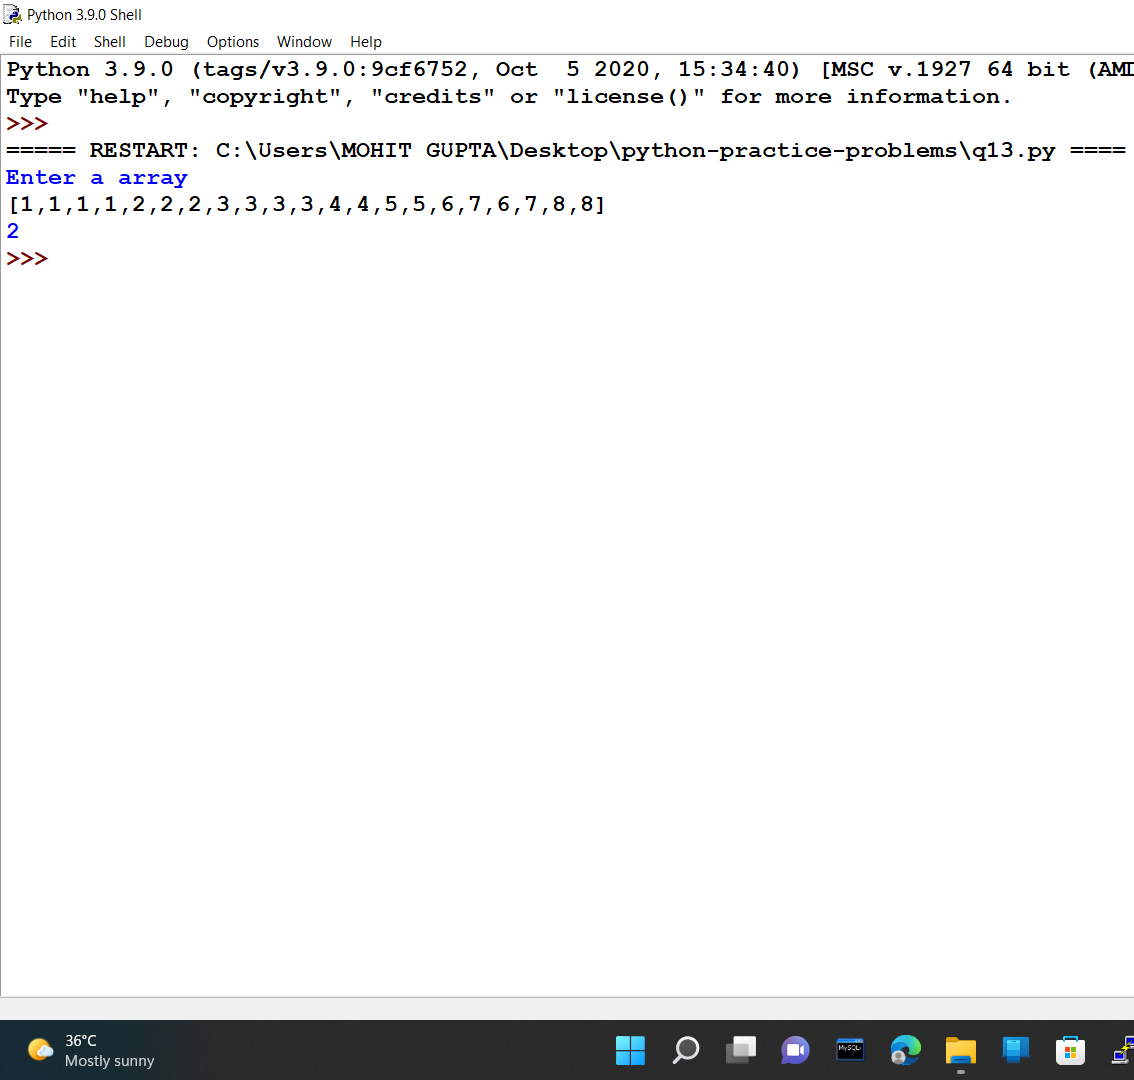 Python 3.9.0 Shell
File Edit Shell Debug Options Window Help
Python 3.9.0 (tags/v3.9.0:9cf6752, Oct  5 2020, 15:34:40) [MSC v.1927 64 bit (AMD
Type "help", "copyright", "credits" or "license()" for more information.
>>>
===== RESTART: C:\Users\MOHIT GUPTA\Desktop\python-practice-problems\q13.py ====
Enter a array
[1,1,1,1,2,2,2,3,3,3,3,4,4,5,5,6,7,6,7,8,8]
2
>>>
36°C
Mostly sunny
MySQL